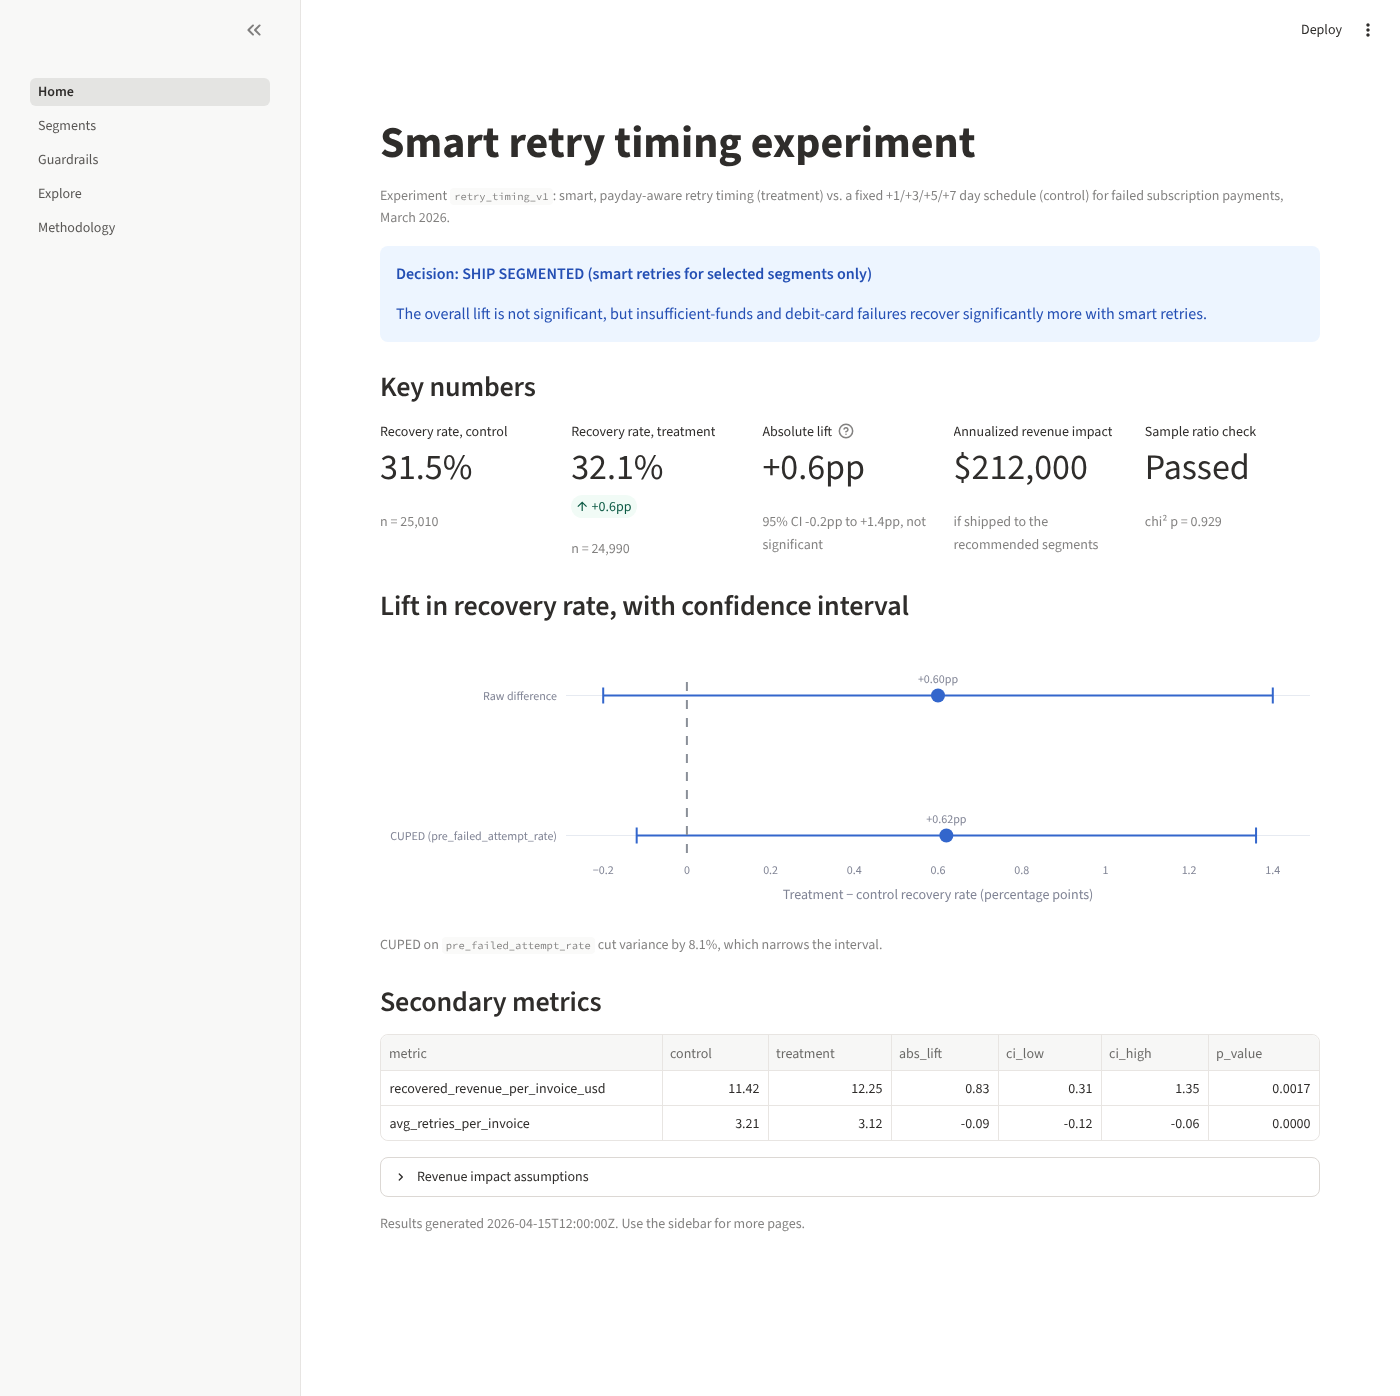 Deploy
Home
Segments
Guardrails
Explore
Methodology
Smart retry timing experiment
Experiment retry_timing_v1 : smart, payday-aware retry timing (treatment) vs. a fixed +1/+3/+5/+7 day schedule (control) for failed subscription payments,
March 2026.
Decision: SHIP SEGMENTED (smart retries for selected segments only)
The overall lift is not significant, but insufficient-funds and debit-card failures recover significantly more with smart retries.
Key numbers
Recovery rate, control
31.5%
n = 25,010
Recovery rate, treatment
32.1%
↑ +0.6pp
n = 24,990
Absolute lift
+0.6pp
95% CI -0.2pp to +1.4pp, not
significant
Annualized revenue impact
$212,000
if shipped to the
recommended segments
Sample ratio check
Passed
chi² p = 0.929
Lift in recovery rate, with confidence interval
+0.60pp
Raw difference
+0.62pp
CUPED (pre_failed_attempt_rate)
−0.2 0 0.2 0.4 0.6 0.8 1 1.2 1.4
Treatment − control recovery rate (percentage points)
CUPED on pre_failed_attempt_rate cut variance by 8.1%, which narrows the interval.
Secondary metrics
metric control treatment abs_lift ci_low ci_high p_value
recovered_revenue_per_invoice_usd 11.42 12.25 0.83 0.31 1.35 0.0017
avg_retries_per_invoice 3.21 3.12 -0.09 -0.12 -0.06 0.0000
Revenue impact assumptions
Results generated 2026-04-15T12:00:00Z. Use the sidebar for more pages.